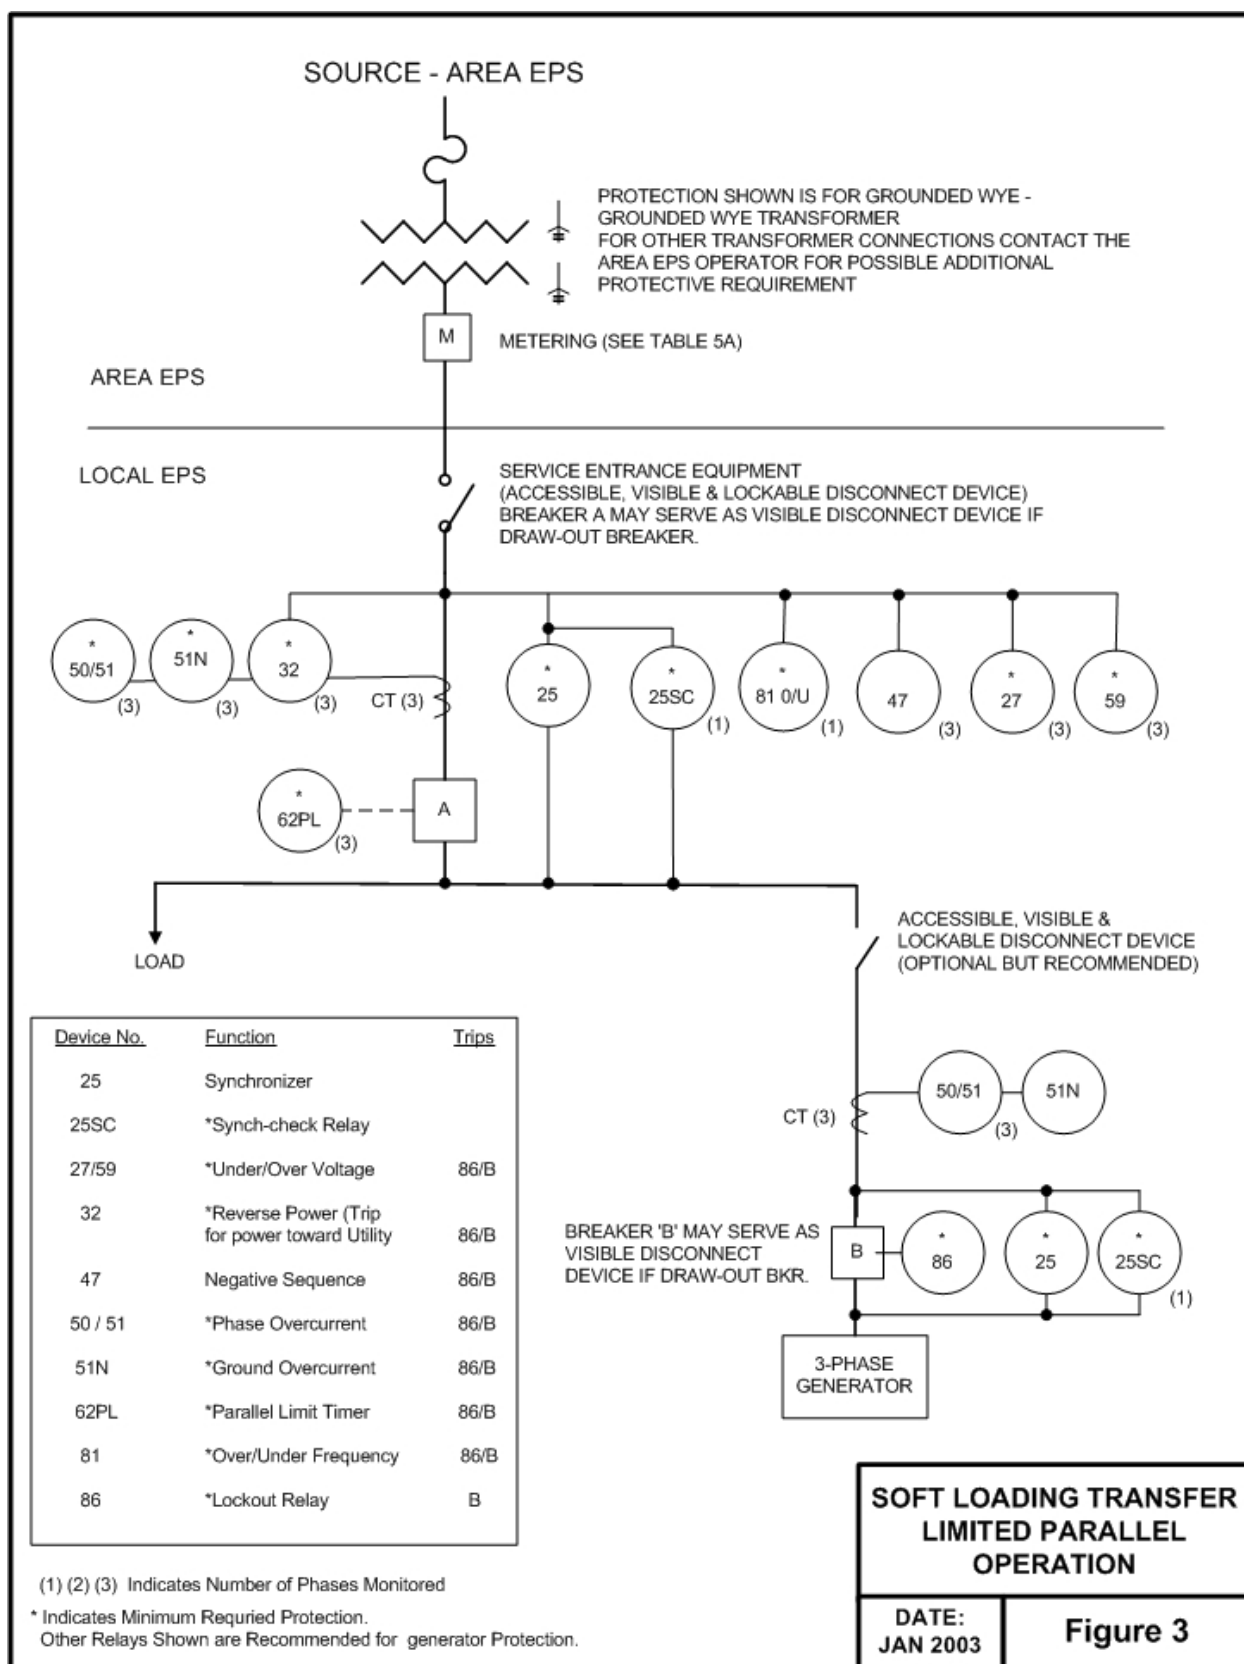 SOURCE - AREA EPS
PROTECTION SHOWN IS FOR GROUNDED WYE -
GROUNDED WYE TRANSFORMER
FOR OTHER TRANSFORMER CONNECTIONS CONTACT THE
AREA EPS OPERATOR FOR POSSIBLE ADDITIONAL
PROTECTIVE REQUIREMENT
M
METERING (SEE TABLE 5A)
AREA EPS
LOCAL EPS
SERVICE ENTRANCE EQUIPMENT
(ACCESSIBLE, VISIBLE & LOCKABLE DISCONNECT DEVICE)
BREAKER A MAY SERVE AS VISIBLE DISCONNECT DEVICE IF
DRAW-OUT BREAKER.
* 50/51 (3)
* 51N (3)
* 32 (3)
CT (3)
* 25
* 25SC (1)
* 81 0/U (1)
47 (3)
* 27 (3)
* 59 (3)
* 62PL (3)
A
LOAD
ACCESSIBLE, VISIBLE &
LOCKABLE DISCONNECT DEVICE
(OPTIONAL BUT RECOMMENDED)
CT (3)
50/51 (3)
51N
BREAKER 'B' MAY SERVE AS
VISIBLE DISCONNECT
DEVICE IF DRAW-OUT BKR.
B
* 86
* 25
* 25SC (1)
3-PHASE
GENERATOR
Device No. Function Trips
25 Synchronizer
25SC *Synch-check Relay
27/59 *Under/Over Voltage 86/B
32 *Reverse Power (Trip
for power toward Utility 86/B
47 Negative Sequence 86/B
50 / 51 *Phase Overcurrent 86/B
51N *Ground Overcurrent 86/B
62PL *Parallel Limit Timer 86/B
81 *Over/Under Frequency 86/B
86 *Lockout Relay B
(1) (2) (3) Indicates Number of Phases Monitored
* Indicates Minimum Requried Protection.
Other Relays Shown are Recommended for generator Protection.
SOFT LOADING TRANSFER
LIMITED PARALLEL
OPERATION
DATE:
JAN 2003
Figure 3